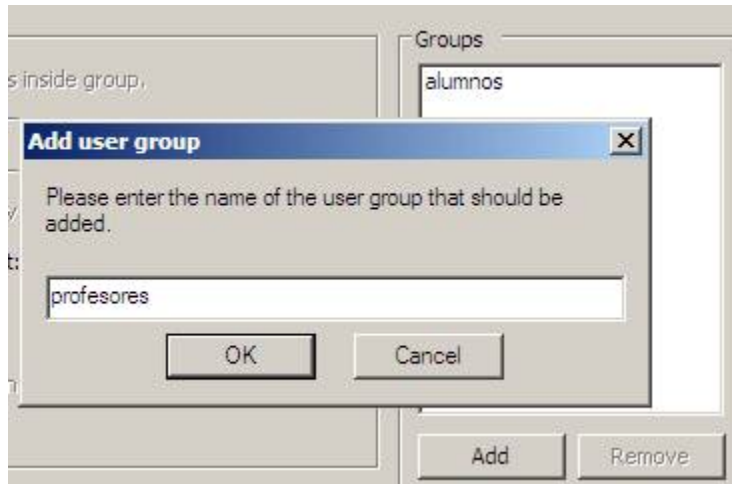 Groups
s inside group.
alumnos
Add user group
Please enter the name of the user group that should be
added.
t:
profesores
OK
Cancel
Add
Remove